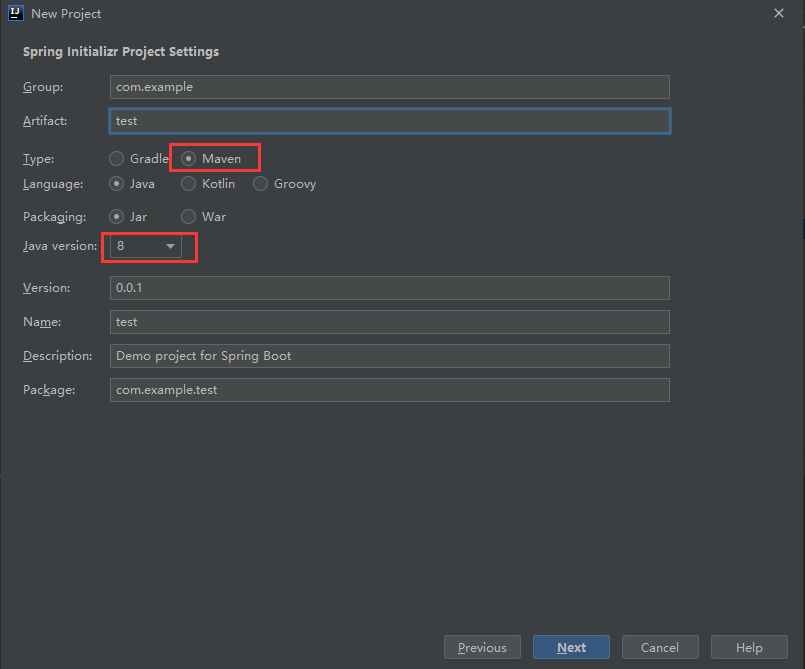 IJ New Project
Spring Initializr Project Settings
Group: com.example
Artifact: test
Type: Gradle Maven
Language: Java Kotlin Groovy
Packaging: Jar War
Java version: 8
Version: 0.0.1
Name: test
Description: Demo project for Spring Boot
Package: com.example.test
Previous Next Cancel Help